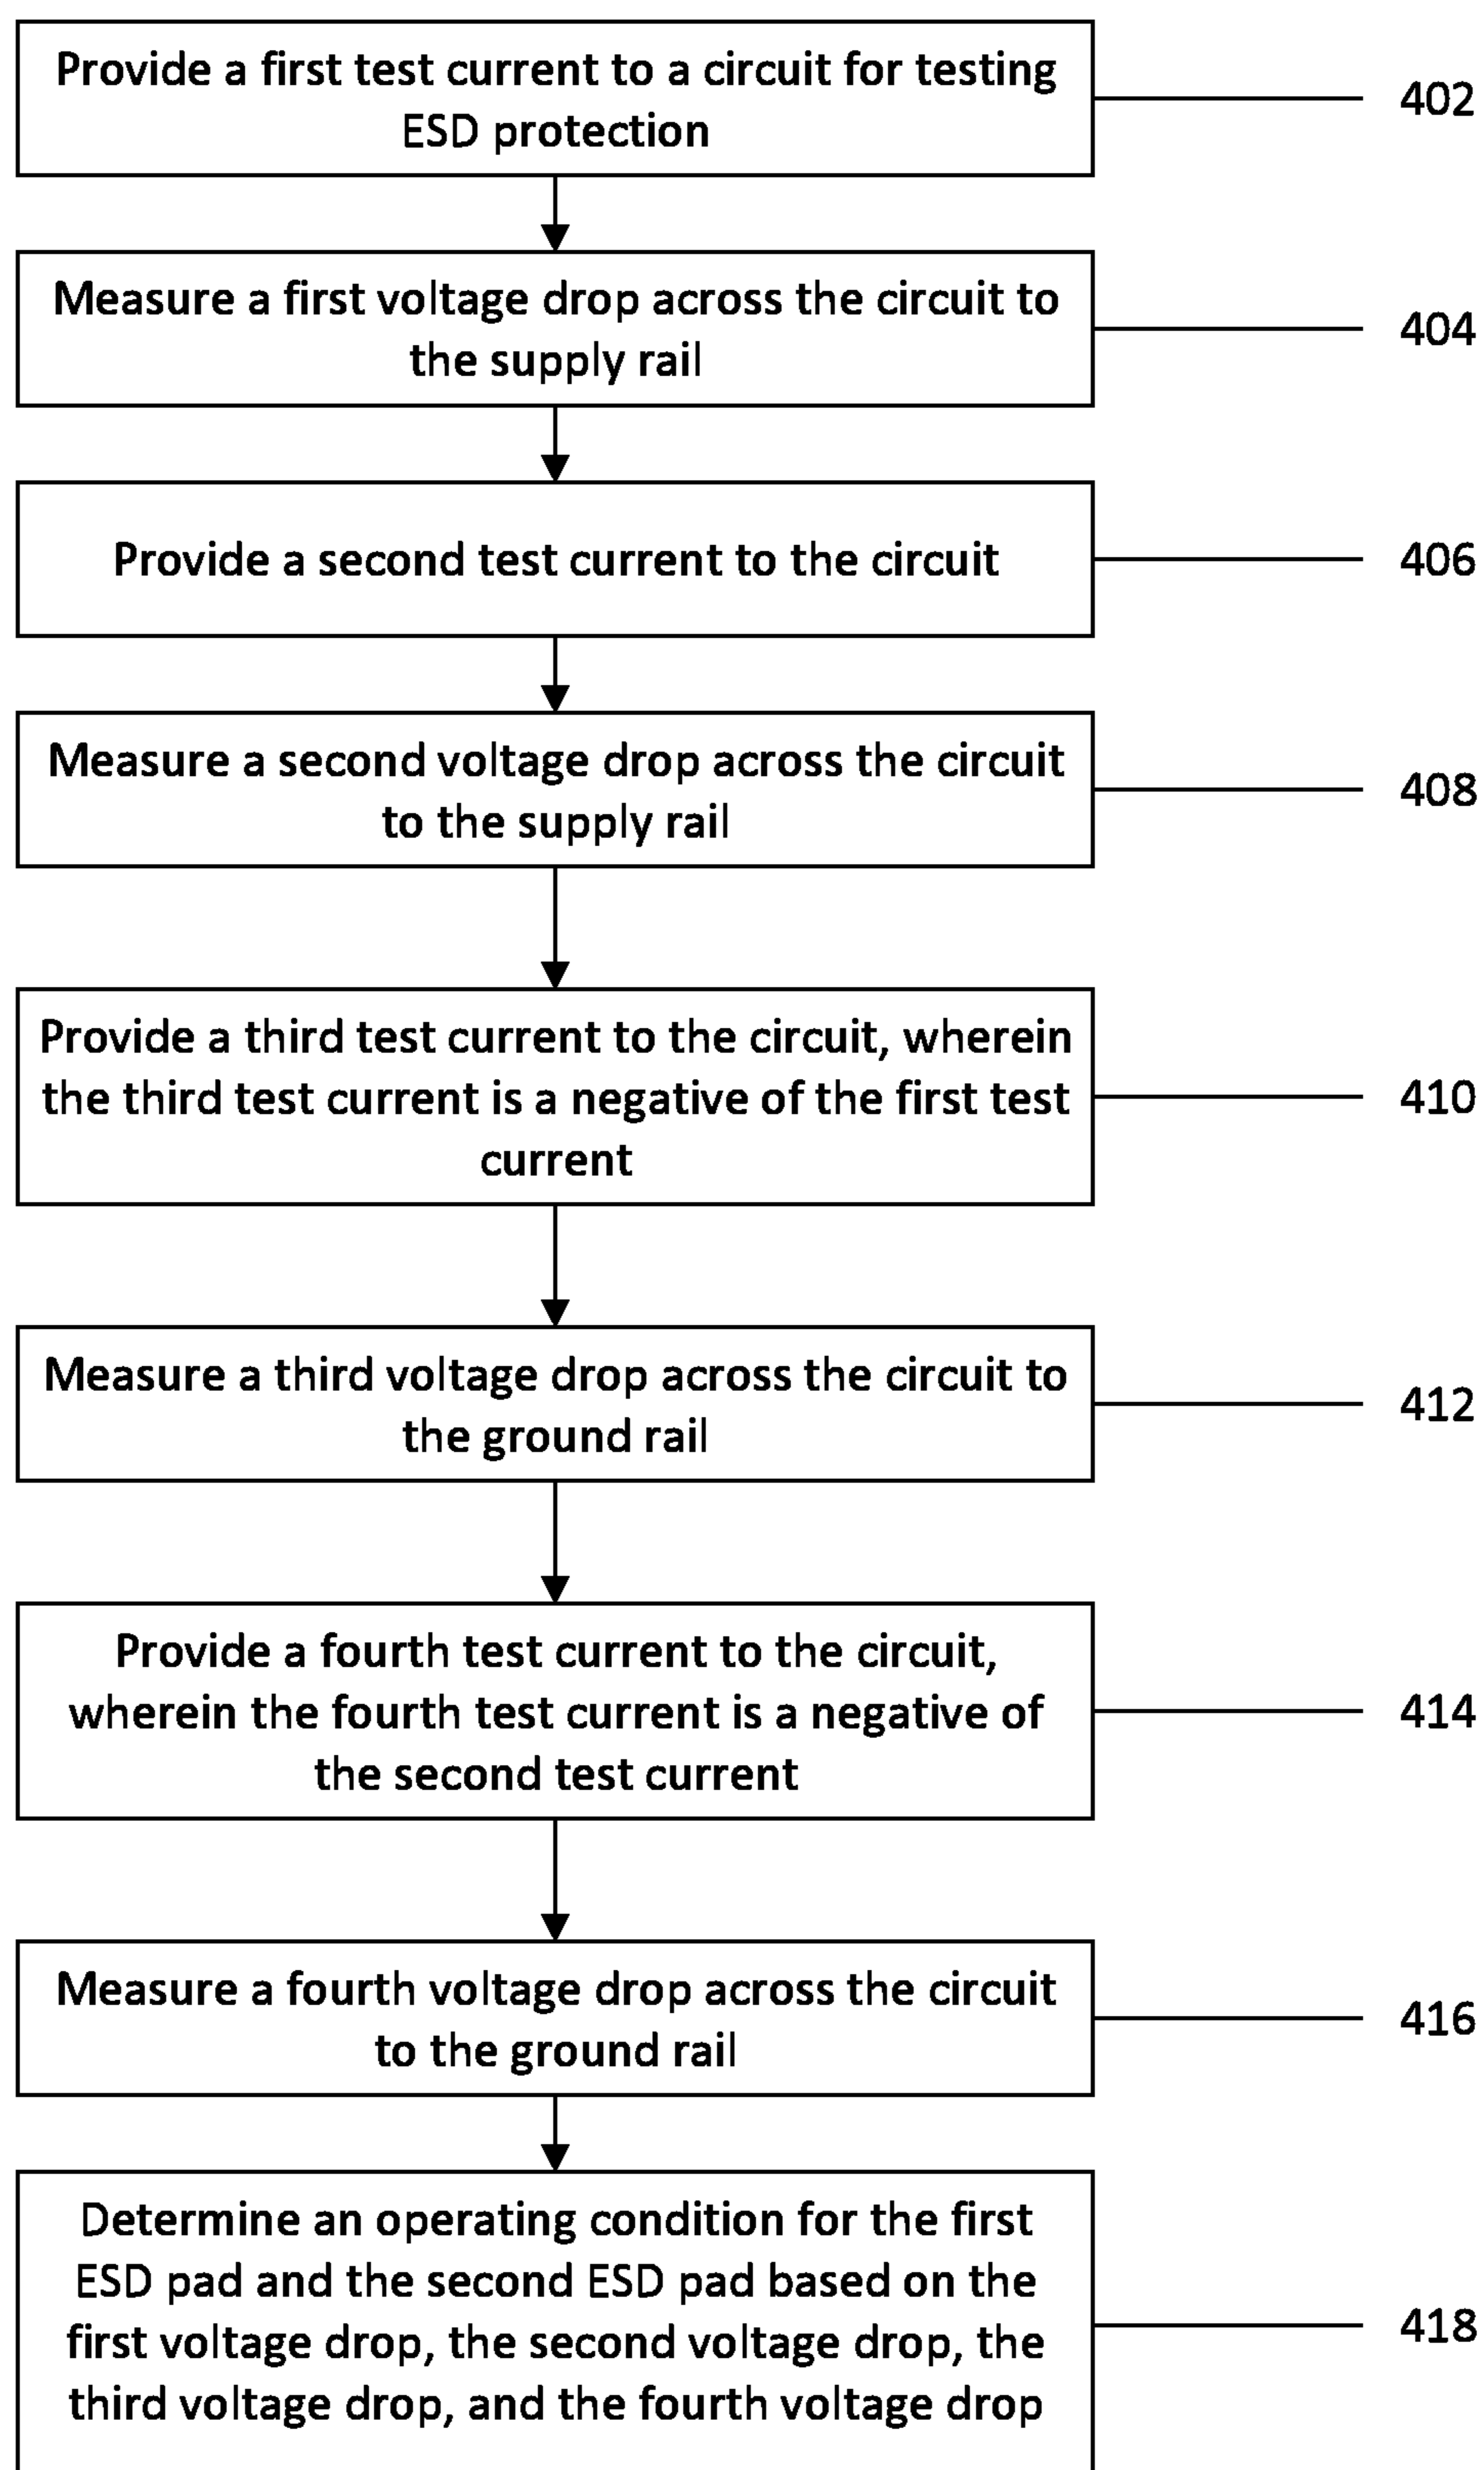 Provide a first test current to a circuit for testing
ESD protection
402
Measure a first voltage drop across the circuit to
the supply rail
404
Provide a second test current to the circuit
406
Measure a second voltage drop across the circuit
to the supply rail
408
Provide a third test current to the circuit, wherein
the third test current is a negative of the first test
current
410
Measure a third voltage drop across the circuit to
the ground rail
412
Provide a fourth test current to the circuit,
wherein the fourth test current is a negative of
the second test current
414
Measure a fourth voltage drop across the circuit
to the ground rail
416
Determine an operating condition for the first
ESD pad and the second ESD pad based on the
first voltage drop, the second voltage drop, the
third voltage drop, and the fourth voltage drop
418